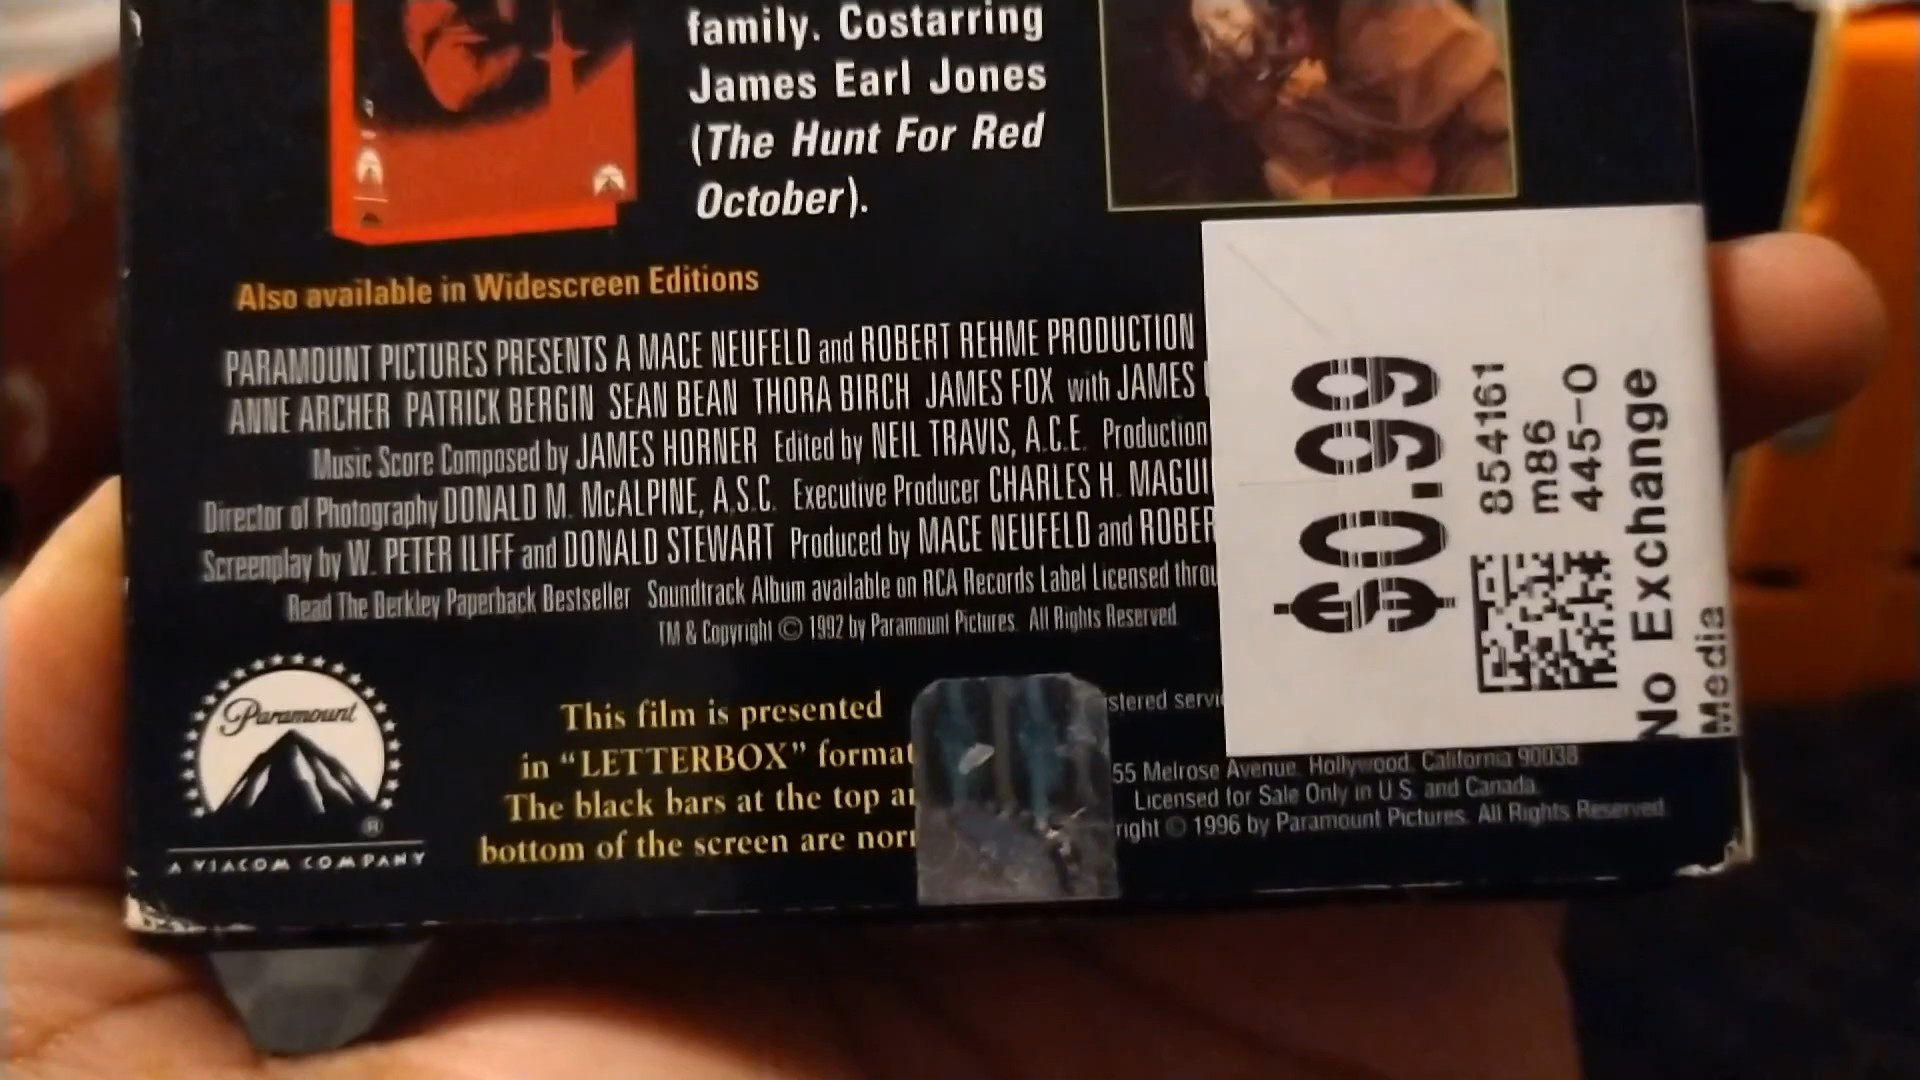 family. Costarring
James Earl Jones
(The Hunt For Red
October).
Also available in Widescreen Editions
PARAMOUNT PICTURES PRESENTS A MACE NEUFELD and ROBERT REHME PRODUCTION
ANNE ARCHER PATRICK BERGIN SEAN BEAN THORA BIRCH JAMES FOX with JAMES
Music Score Composed by JAMES HORNER Edited by NEIL TRAVIS, A.C.E. Production
Director of Photography DONALD M. McALPINE, A.S.C. Executive Producer CHARLES H. MAGUI
Screenplay by W. PETER ILIFF and DONALD STEWART Produced by MACE NEUFELD and ROBER
Read The Berkley Paperback Bestseller Soundtrack Album available on RCA Records Label Licensed throu
TM & Copyright © 1992 by Paramount Pictures. All Rights Reserved
Paramount
®
A VIACOM COMPANY
This film is presented
in "LETTERBOX" format
The black bars at the top an
bottom of the screen are nor
stered servi
55 Melrose Avenue, Hollywood, California 90038
Licensed for Sale Only in U.S. and Canada.
right © 1996 by Paramount Pictures. All Rights Reserved.
$0.99
854161
m86
445-O
No Exchange
Media